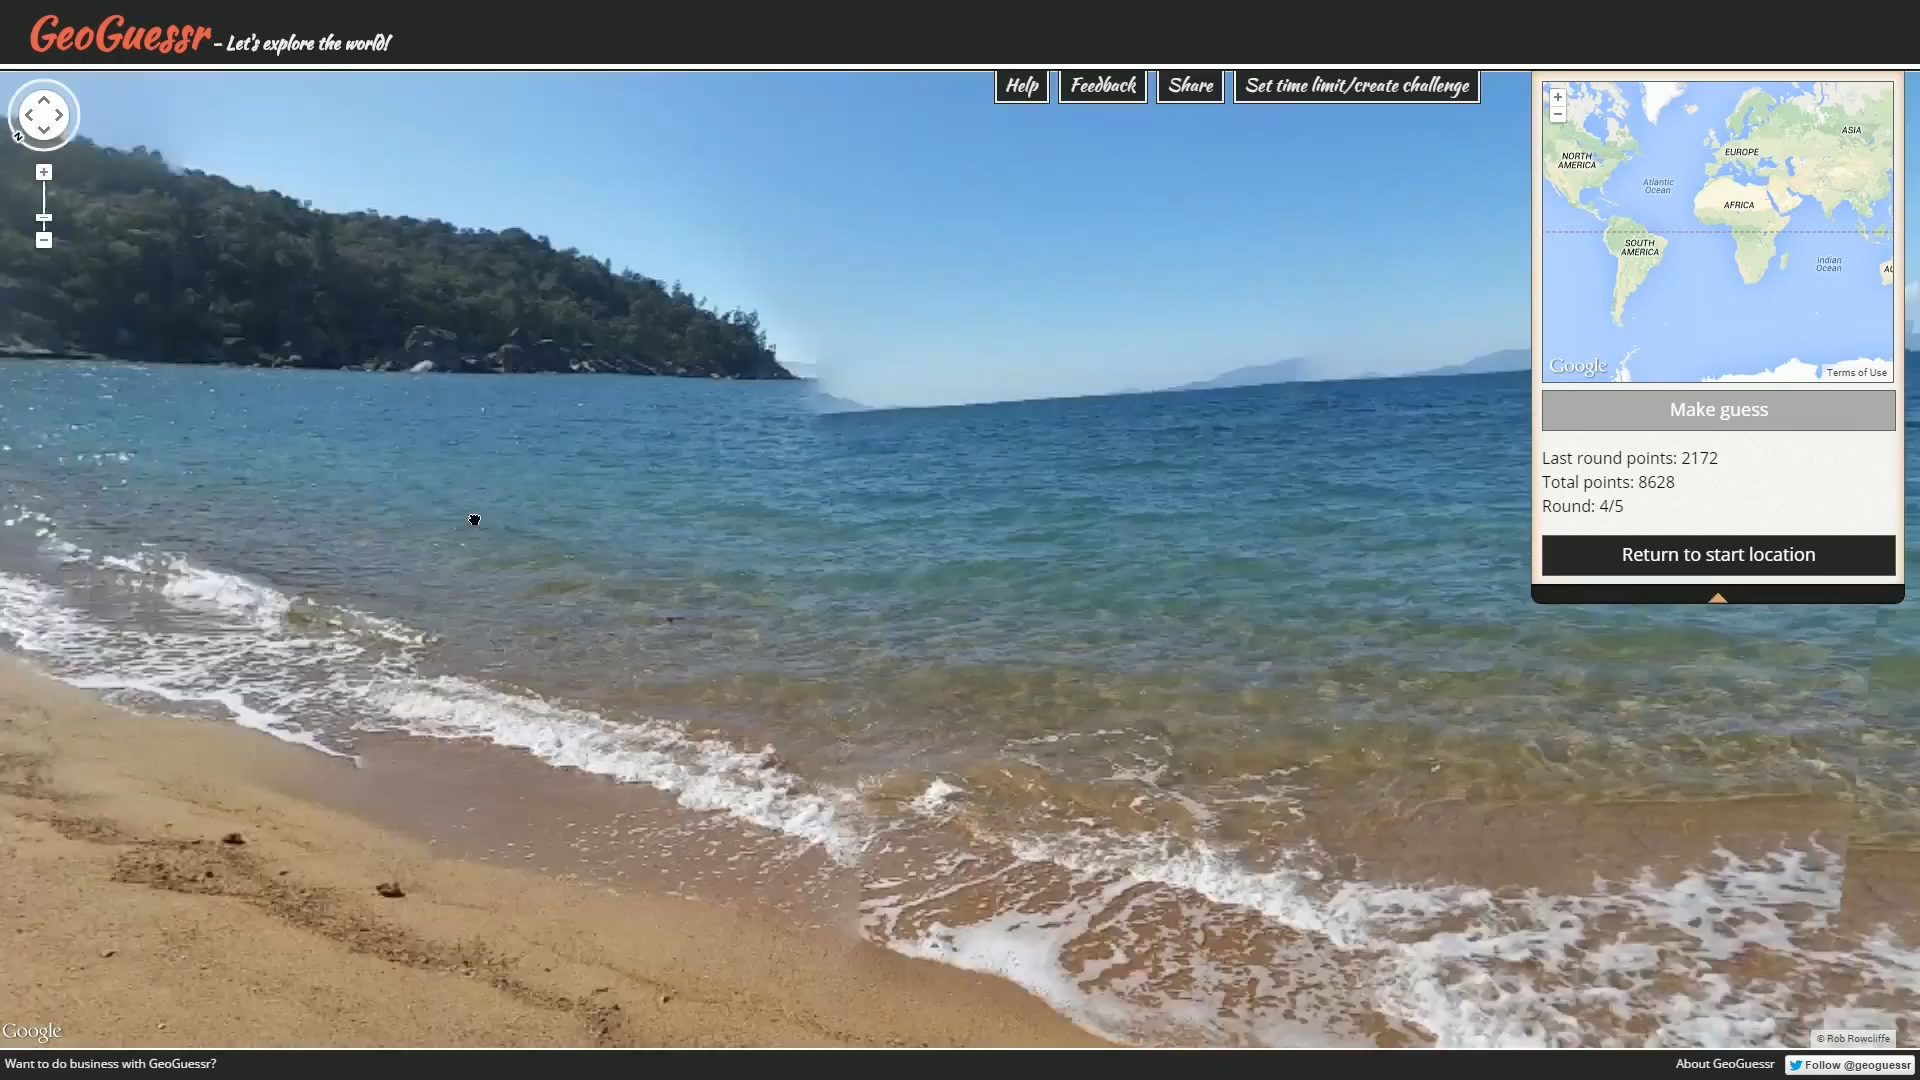 GeoGuessr - Let's explore the world!
Help
Feedback
Share
Set time limit/create challenge
N
NORTH AMERICA
Atlantic Ocean
EUROPE
ASIA
AFRICA
SOUTH AMERICA
Indian Ocean
AU
Google
Terms of Use
Make guess
Last round points: 2172
Total points: 8628
Round: 4/5
Return to start location
Google
© Rob Rowcliffe
Want to do business with GeoGuessr?
About GeoGuessr
Follow @geoguessr